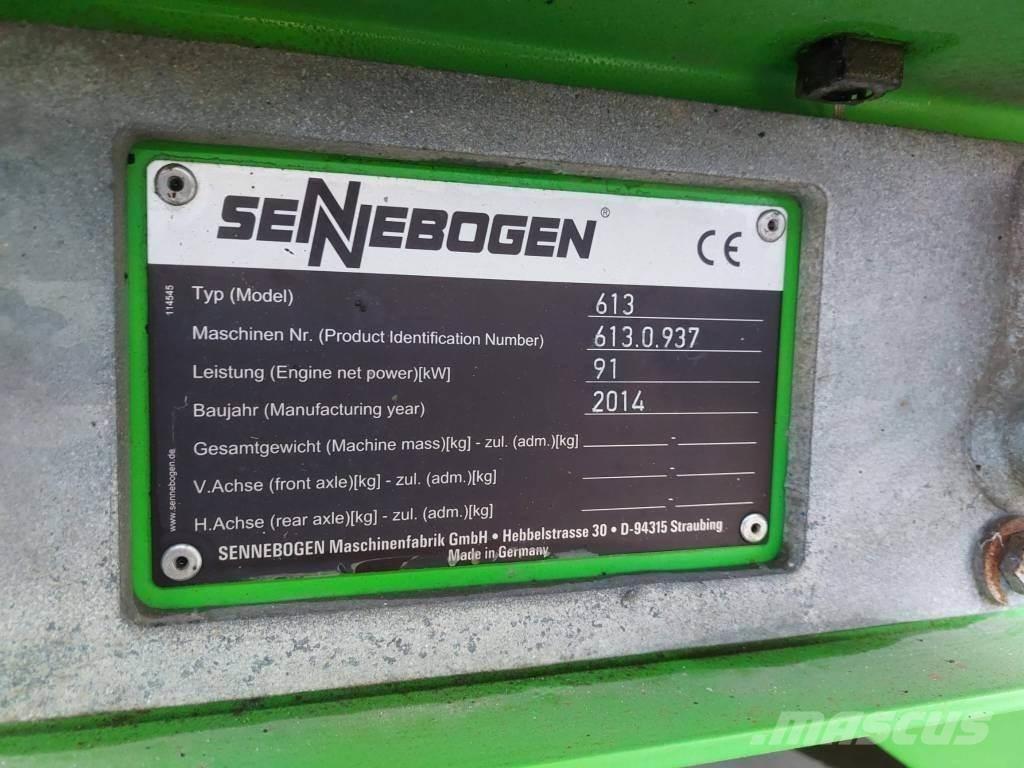 SENNEBOGEN®
CE
114545
Typ (Model) 613
Maschinen Nr. (Product Identification Number) 613.0.937
Leistung (Engine net power)[kW] 91
Baujahr (Manufacturing year) 2014
Gesamtgewicht (Machine mass)[kg] - zul. (adm.)[kg] -
V.Achse (front axle)[kg] - zul. (adm.)[kg] -
H.Achse (rear axle)[kg] - zul. (adm.)[kg] -
www.sennebogen.de
SENNEBOGEN Maschinenfabrik GmbH • Hebbelstrasse 30 • D-94315 Straubing
Made in Germany
mascus